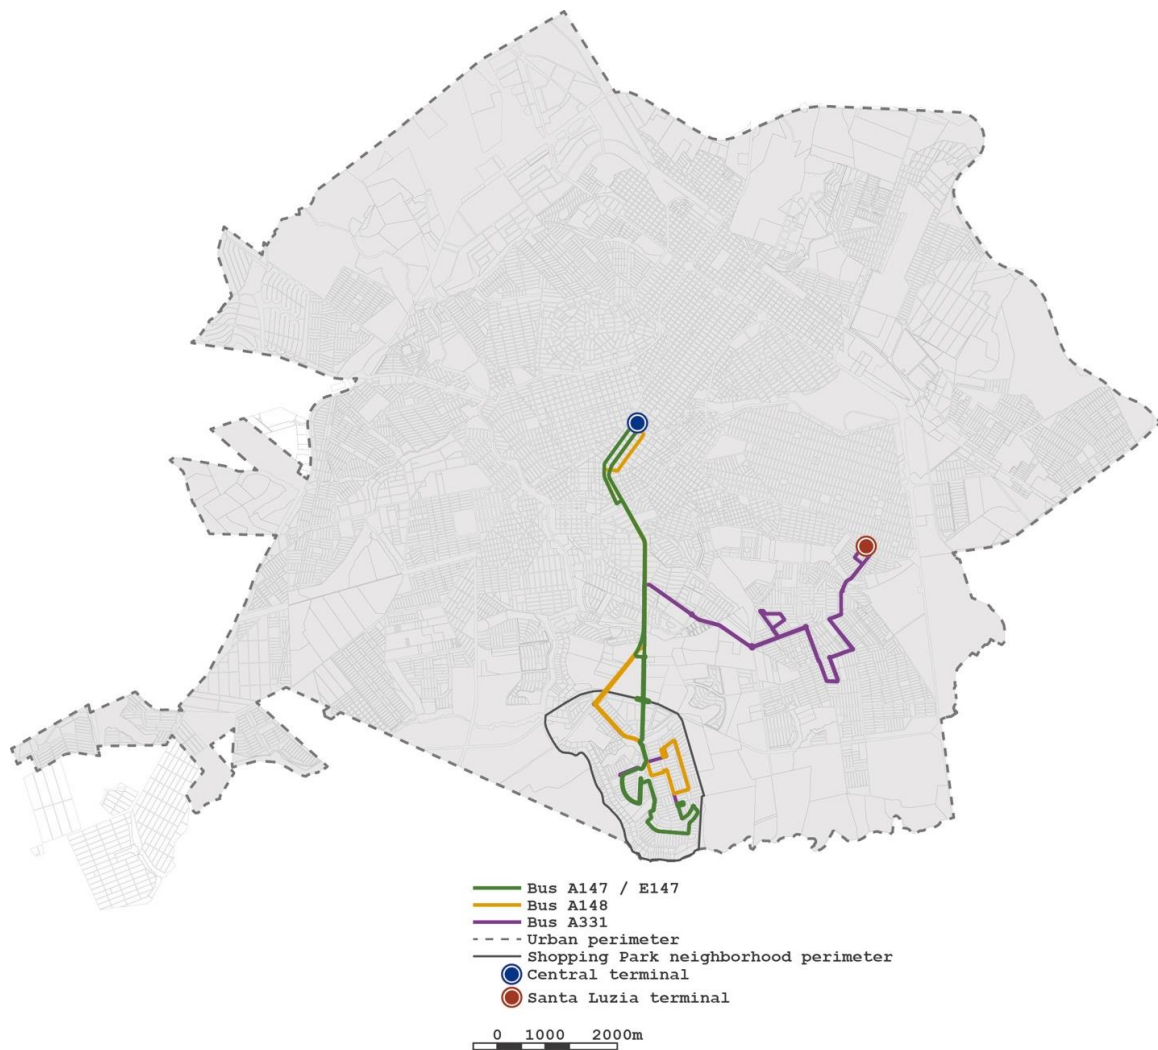 Bus A147 / E147
Bus A148
Bus A331
Urban perimeter
Shopping Park neighborhood perimeter
Central terminal
Santa Luzia terminal
0 1000 2000m